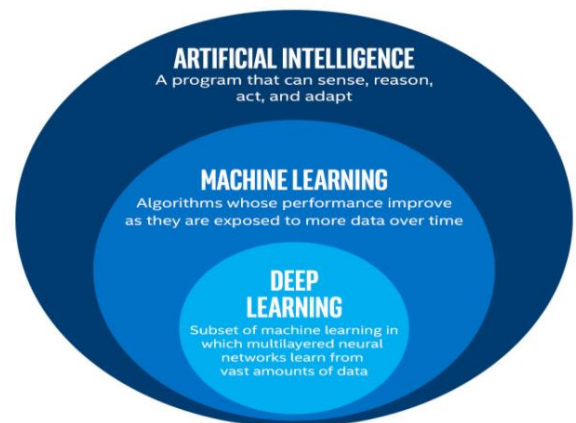 ARTIFICIAL INTELLIGENCE
A program that can sense, reason,
act, and adapt
MACHINE LEARNING
Algorithms whose performance improve
as they are exposed to more data over time
DEEP
LEARNING
Subset of machine learning in
which multilayered neural
networks learn from
vast amounts of data